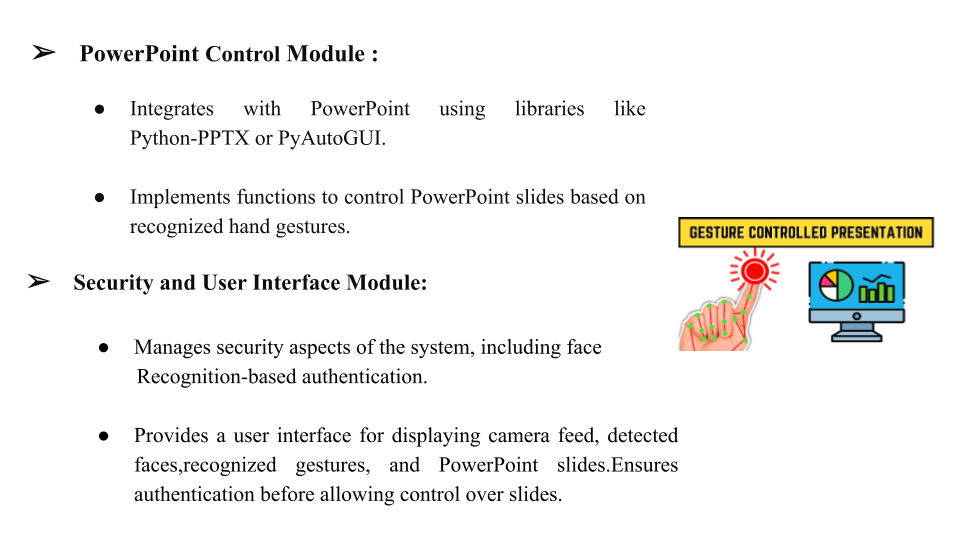 ➢ PowerPoint Control Module :
● Integrates with PowerPoint using libraries like
Python-PPTX or PyAutoGUI.
● Implements functions to control PowerPoint slides based on
recognized hand gestures.
GESTURE CONTROLLED PRESENTATION
➢ Security and User Interface Module:
● Manages security aspects of the system, including face
Recognition-based authentication.
● Provides a user interface for displaying camera feed, detected
faces,recognized gestures, and PowerPoint slides.Ensures
authentication before allowing control over slides.